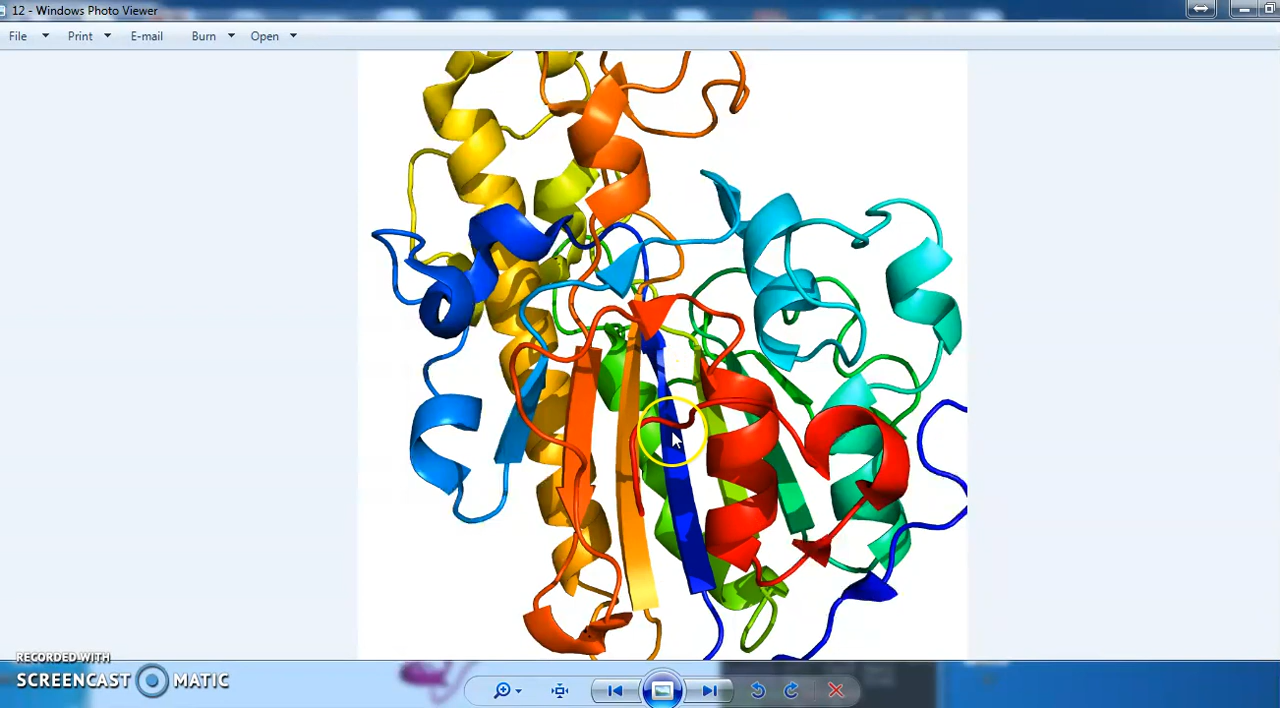 12 - Windows Photo Viewer
File Print E-mail Burn Open
RECORDED WITH
SCREENCAST MATIC